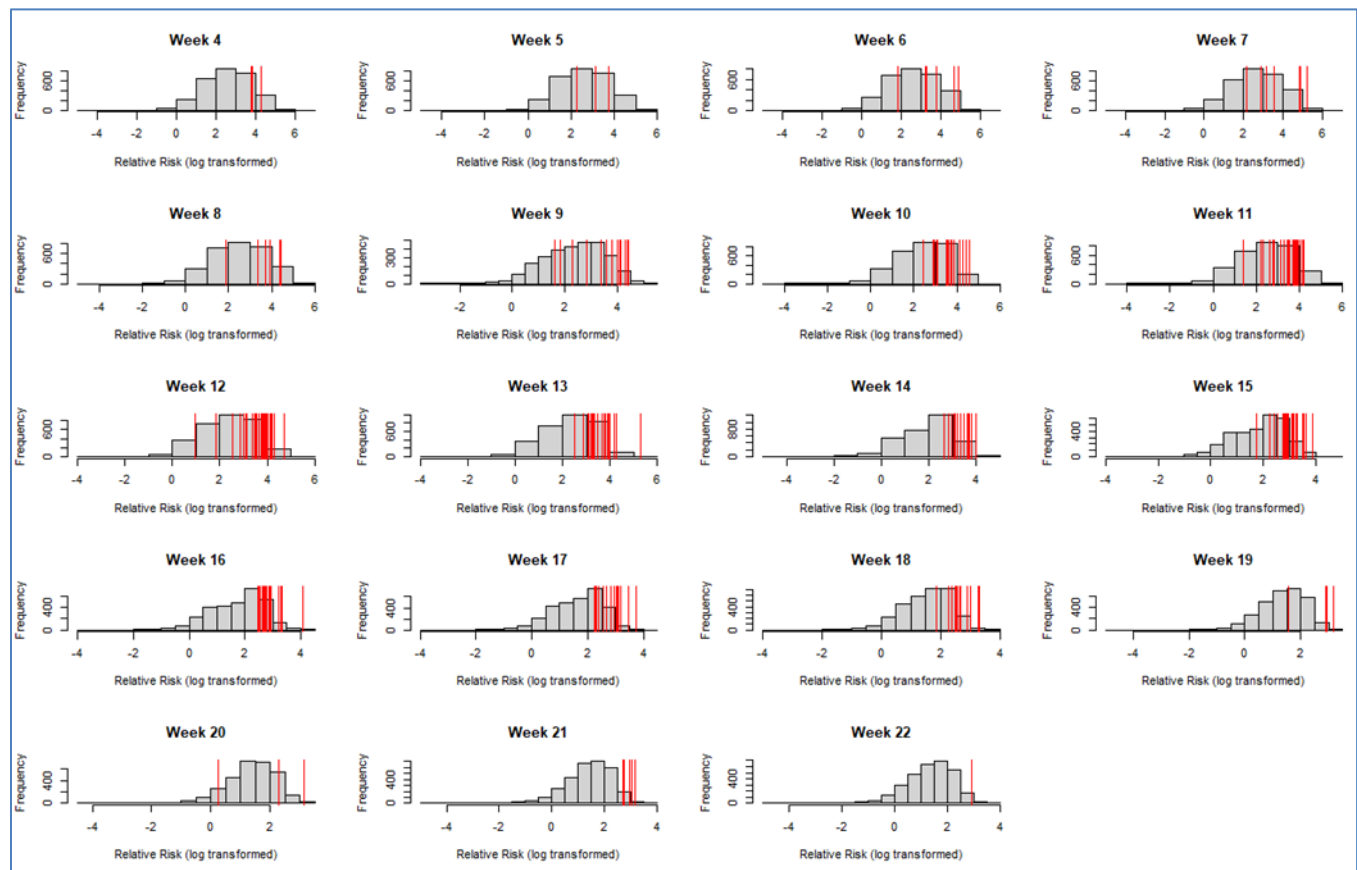 Week 4 Week 5 Week 6 Week 7
Frequency 0 600 Frequency 0 600 Frequency 0 600 Frequency 0 600
-4 -2 0 2 4 6 -4 -2 0 2 4 6 -4 -2 0 2 4 6 -4 -2 0 2 4 6
Relative Risk (log transformed) Relative Risk (log transformed) Relative Risk (log transformed) Relative Risk (log transformed)
Week 8 Week 9 Week 10 Week 11
Frequency 0 600 Frequency 0 300 Frequency 0 600 Frequency 0 600
-4 -2 0 2 4 6 -2 0 2 4 -4 -2 0 2 4 6 -4 -2 0 2 4 6
Relative Risk (log transformed) Relative Risk (log transformed) Relative Risk (log transformed) Relative Risk (log transformed)
Week 12 Week 13 Week 14 Week 15
Frequency 0 600 Frequency 0 600 Frequency 0 800 Frequency 0 400
-4 -2 0 2 4 6 -4 -2 0 2 4 6 -4 -2 0 2 4 -4 -2 0 2 4
Relative Risk (log transformed) Relative Risk (log transformed) Relative Risk (log transformed) Relative Risk (log transformed)
Week 16 Week 17 Week 18 Week 19
Frequency 0 400 Frequency 0 400 Frequency 0 400 Frequency 0 400
-4 -2 0 2 4 -4 -2 0 2 4 -4 -2 0 2 4 -4 -2 0 2
Relative Risk (log transformed) Relative Risk (log transformed) Relative Risk (log transformed) Relative Risk (log transformed)
Week 20 Week 21 Week 22
Frequency 0 400 Frequency 0 400 Frequency 0 400
-4 -2 0 2 -4 -2 0 2 4 -4 -2 0 2 4
Relative Risk (log transformed) Relative Risk (log transformed) Relative Risk (log transformed)